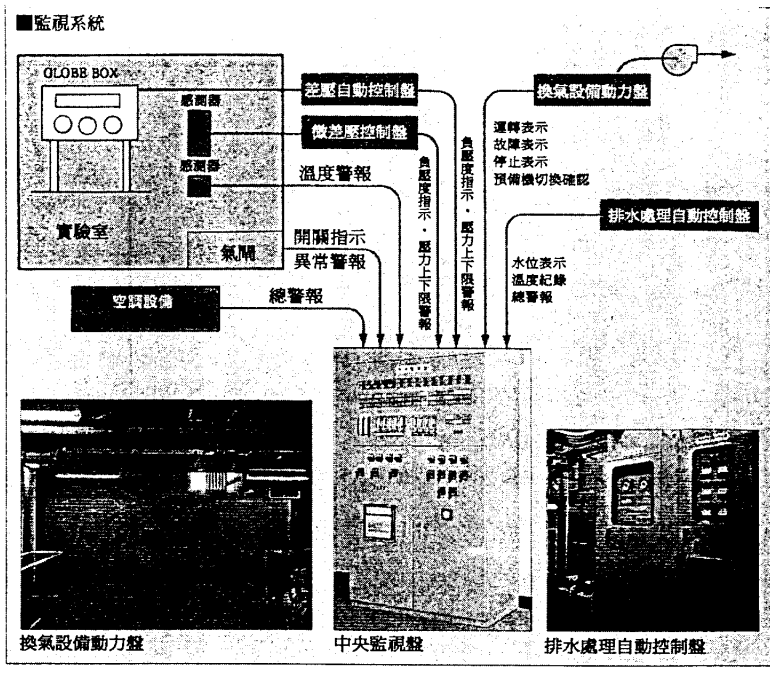 ■監視系統
GLOBE BOX
感測器
感測器
實驗室
氣閘
差壓自動控制盤
微差壓控制盤
溫度警報
開關指示
異常警報
空調設備
總警報
負壓度指示・壓力上下限警報
負壓度指示・壓力上下限警報
換氣設備動力盤
運轉表示
故障表示
停止表示
預備機切換確認
排水處理自動控制盤
水位表示
溫度紀錄
總警報
換氣設備動力盤
中央監視盤
排水處理自動控制盤